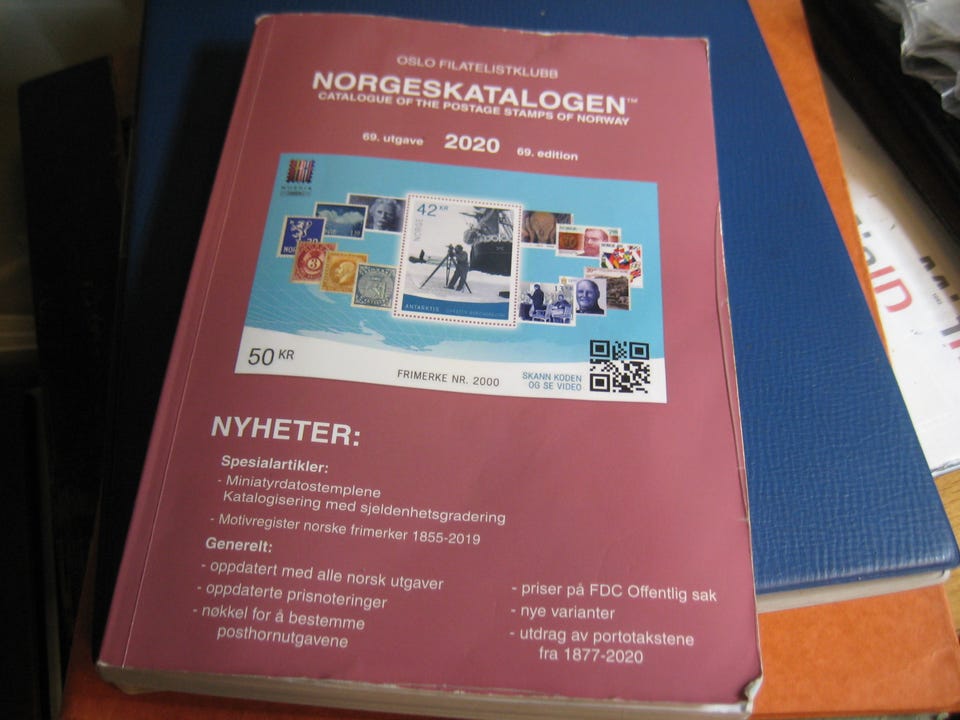 OSLO FILATELISTKLUBB
NORGESKATALOGEN™
CATALOGUE OF THE POSTAGE STAMPS OF NORWAY
69. utgave 2020 69. edition
42 KR
NORGE
ANTARKTIS
50 KR
FRIMERKE NR. 2000
SKANN KODEN
OG SE VIDEO
NYHETER:
Spesialartikler:
- Miniatyrdatostemplene
Katalogisering med sjeldenhetsgradering
- Motivregister norske frimerker 1855-2019
Generelt:
- oppdatert med alle norsk utgaver
- oppdaterte prisnoteringer
- nøkkel for å bestemme
posthornutgavene
- priser på FDC Offentlig sak
- nye varianter
- utdrag av portotakstene
fra 1877-2020